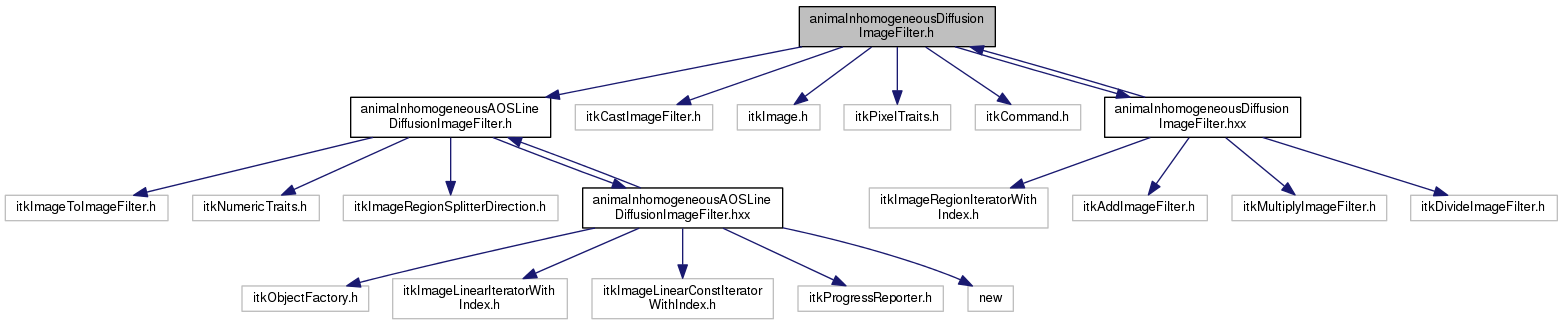 animaInhomogeneousDiffusion
ImageFilter.h
animaInhomogeneousAOSLine
DiffusionImageFilter.h
itkCastImageFilter.h
itkImage.h
itkPixelTraits.h
itkCommand.h
animaInhomogeneousDiffusion
ImageFilter.hxx
itkImageToImageFilter.h
itkNumericTraits.h
itkImageRegionSplitterDirection.h
animaInhomogeneousAOSLine
DiffusionImageFilter.hxx
itkImageRegionIteratorWith
Index.h
itkAddImageFilter.h
itkMultiplyImageFilter.h
itkDivideImageFilter.h
itkObjectFactory.h
itkImageLinearIteratorWith
Index.h
itkImageLinearConstIterator
WithIndex.h
itkProgressReporter.h
new